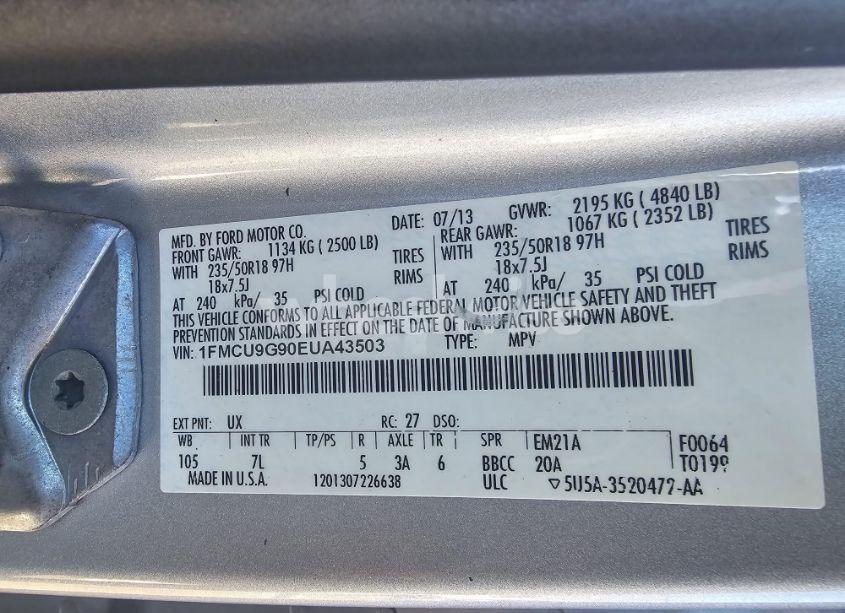 MFD. BY FORD MOTOR CO. DATE: 07/13 GVWR: 2195 KG ( 4840 LB)
FRONT GAWR: 1134 KG ( 2500 LB) REAR GAWR: 1067 KG ( 2352 LB)
WITH 235/50R18 97H TIRES WITH 235/50R18 97H TIRES
18x7.5J RIMS 18x7.5J RIMS
AT 240 kPa/ 35 PSI COLD AT 240 kPa/ 35 PSI COLD
THIS VEHICLE CONFORMS TO ALL APPLICABLE FEDERAL MOTOR VEHICLE SAFETY AND THEFT
PREVENTION STANDARDS IN EFFECT ON THE DATE OF MANUFACTURE SHOWN ABOVE.
VIN: 1FMCU9G90EUA43503 TYPE: MPV
EXT PNT: UX RC: 27 DSO:
WB INT TR TP/PS R AXLE TR SPR EM21A F0064
105 7L 5 3A 6 BBCC 20A T0199
MADE IN U.S.A. 1201307226638 ULC ▽5U5A-3520472-AA